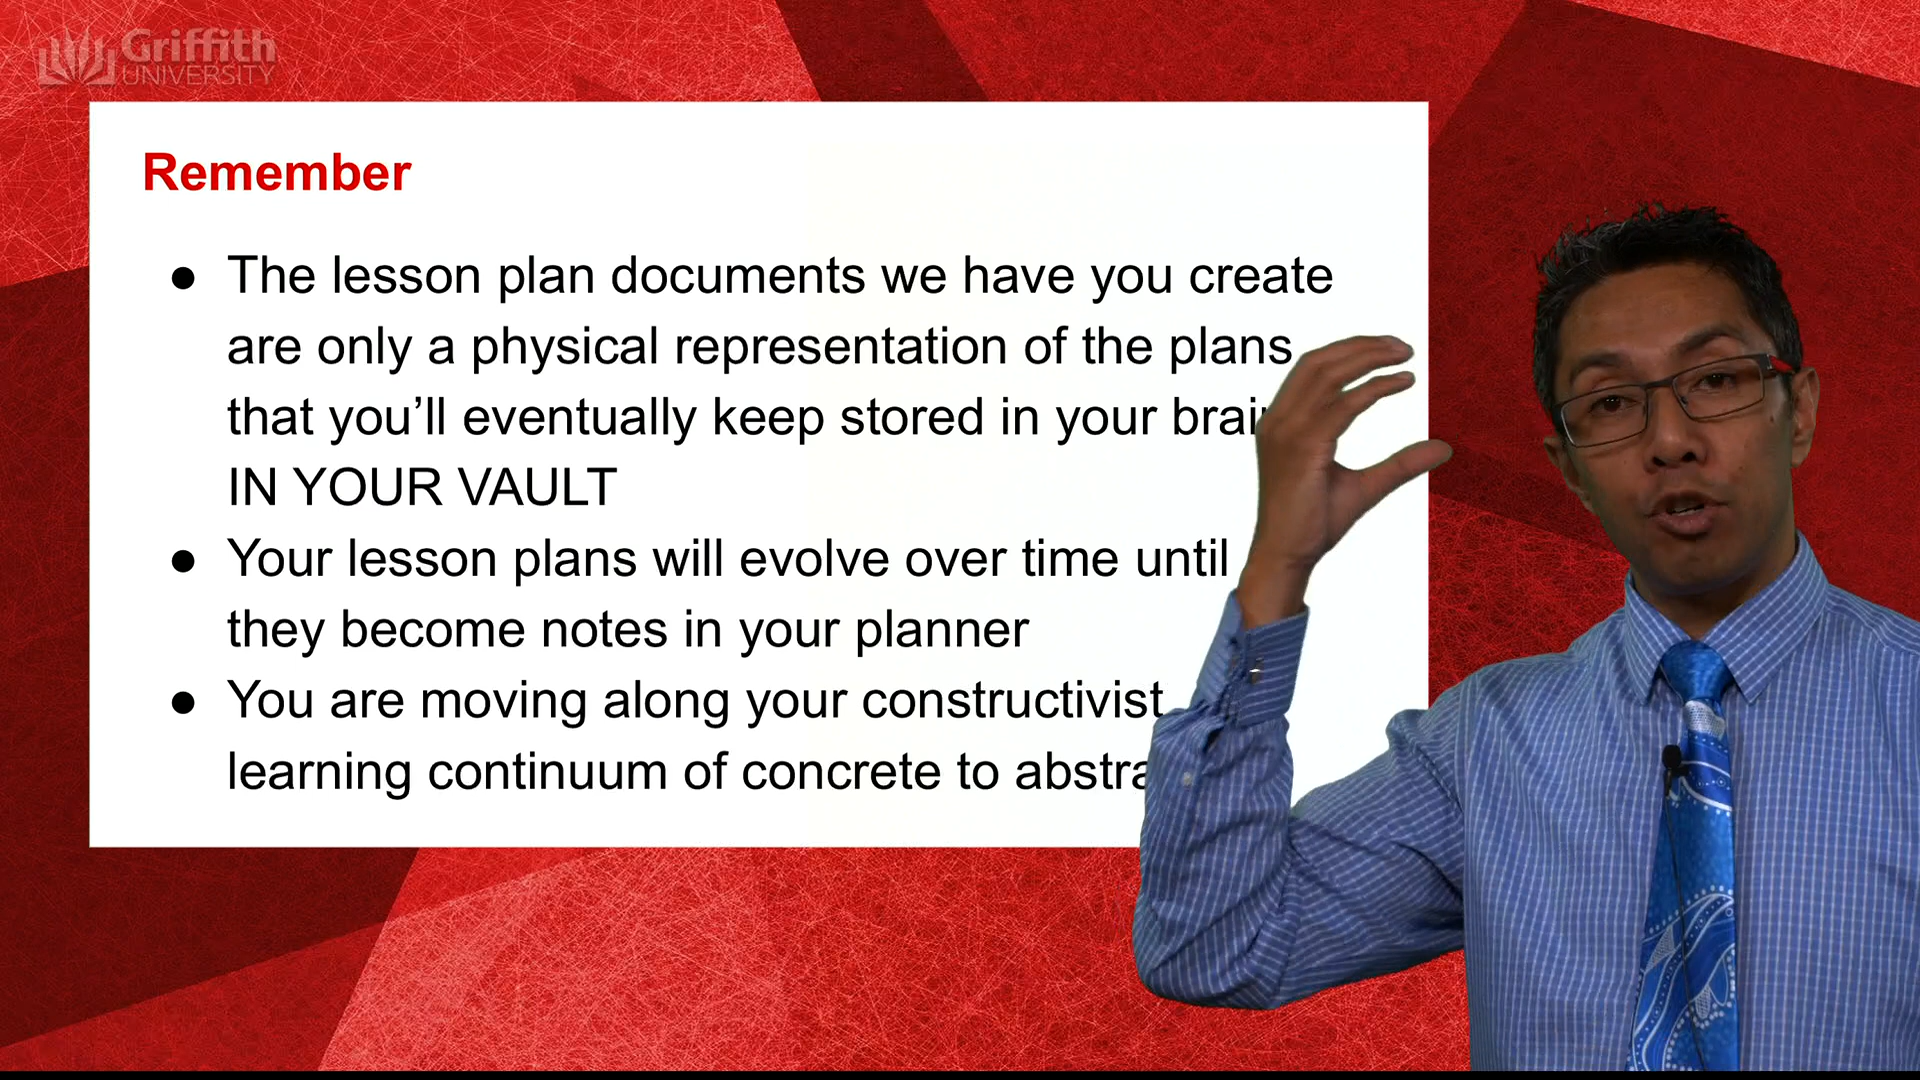 Griffith
UNIVERSITY
Remember
● The lesson plan documents we have you create
are only a physical representation of the plans
that you’ll eventually keep stored in your
IN YOUR VAULT
● Your lesson plans will evolve over time until
they become notes in your planner
● You are moving along your constructivist
learning continuum of concrete to